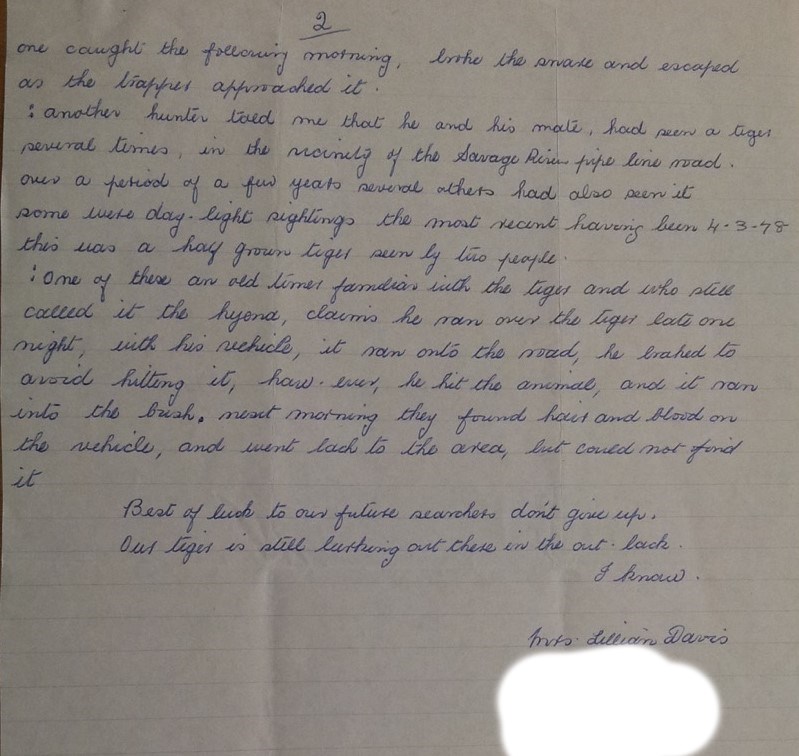 2
one caught the following morning, broke the snare and escaped
as the trapper approached it.
: another hunter toled me that he and his mate, had seen a tiger
several times, in the vicinity of the Savage River pipe line road.
over a period of a few years several others had also seen it
some were day-light sightings the most recent having been 4-3-78
this was a half grown tiger seen by two people.
: One of these an old timer familiar with the tiger and who still
called it the hyena, claims he ran over the tiger late one
night, with his vehicle, it ran onto the road, he braked to
avoid hitting it, how-ever, he hit the animal, and it ran
into the bush. next morning they found hair and blood on
the vehicle, and went back to the area, but could not find
it
Best of luck to our future searchers don't give up.
Our tiger is still lurking out there in the out-back.
I know.
Mrs. Lillian Davis